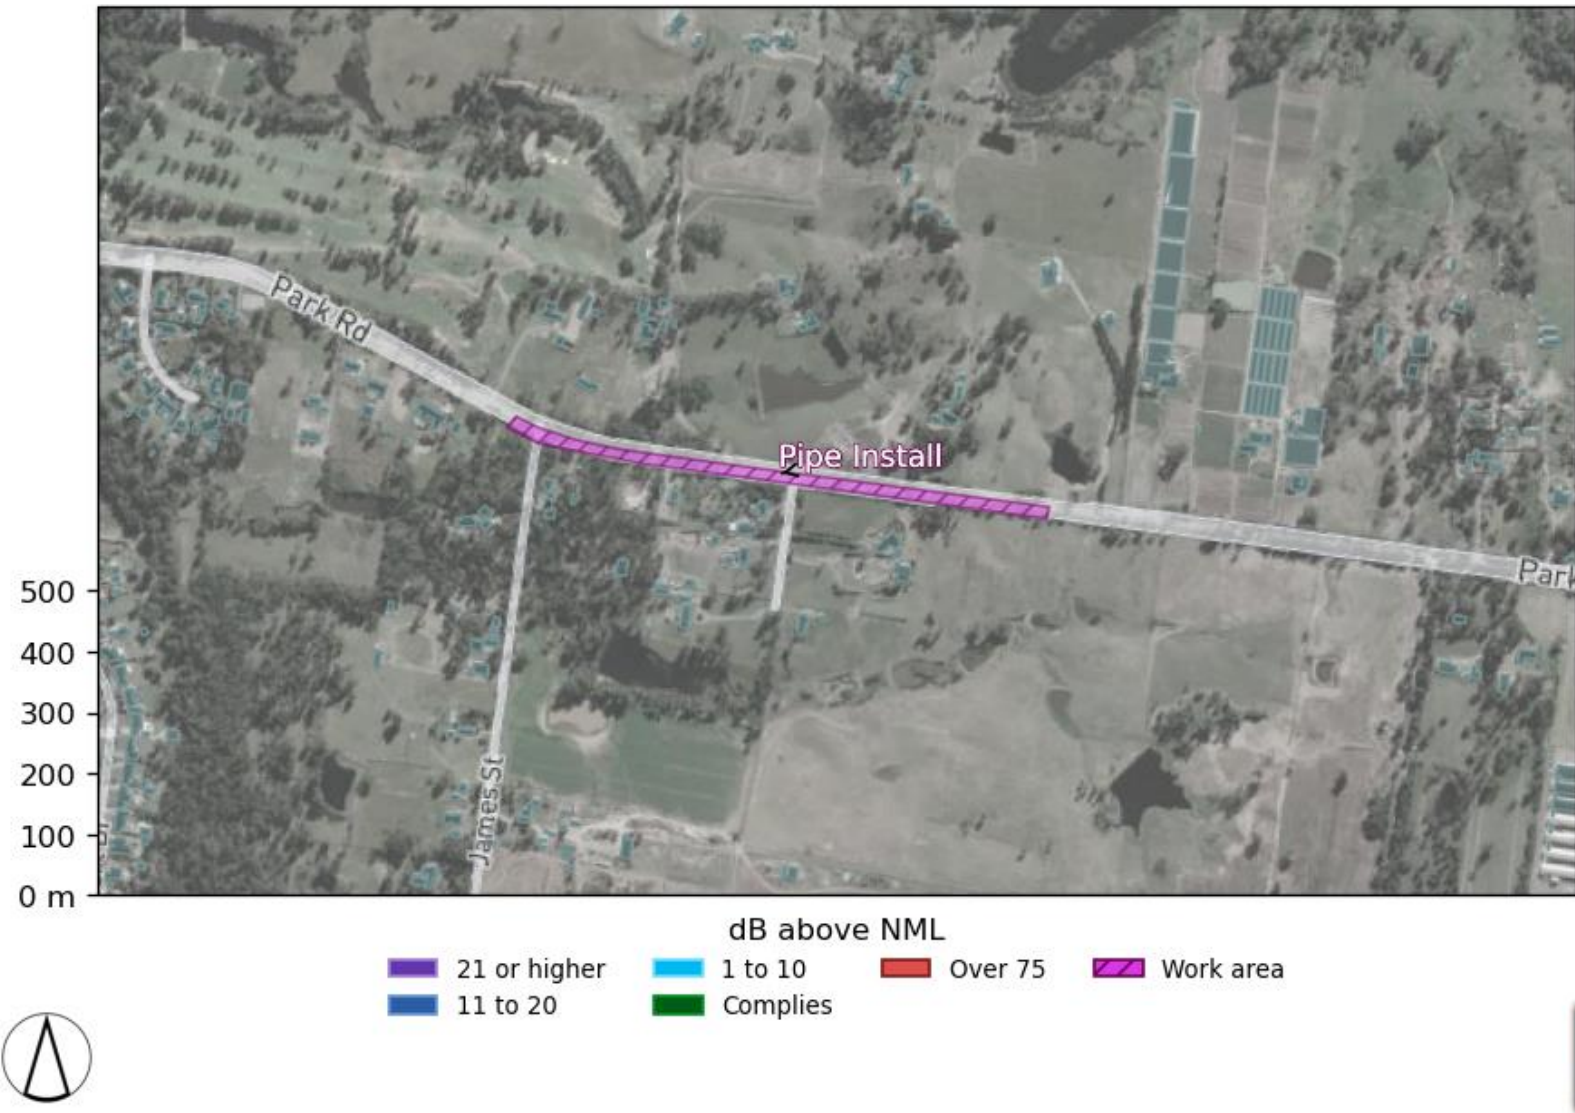 Park Rd
Pipe Install
Park
James St
500
400
300
200
100
0 m
dB above NML
21 or higher
1 to 10
Over 75
Work area
11 to 20
Complies